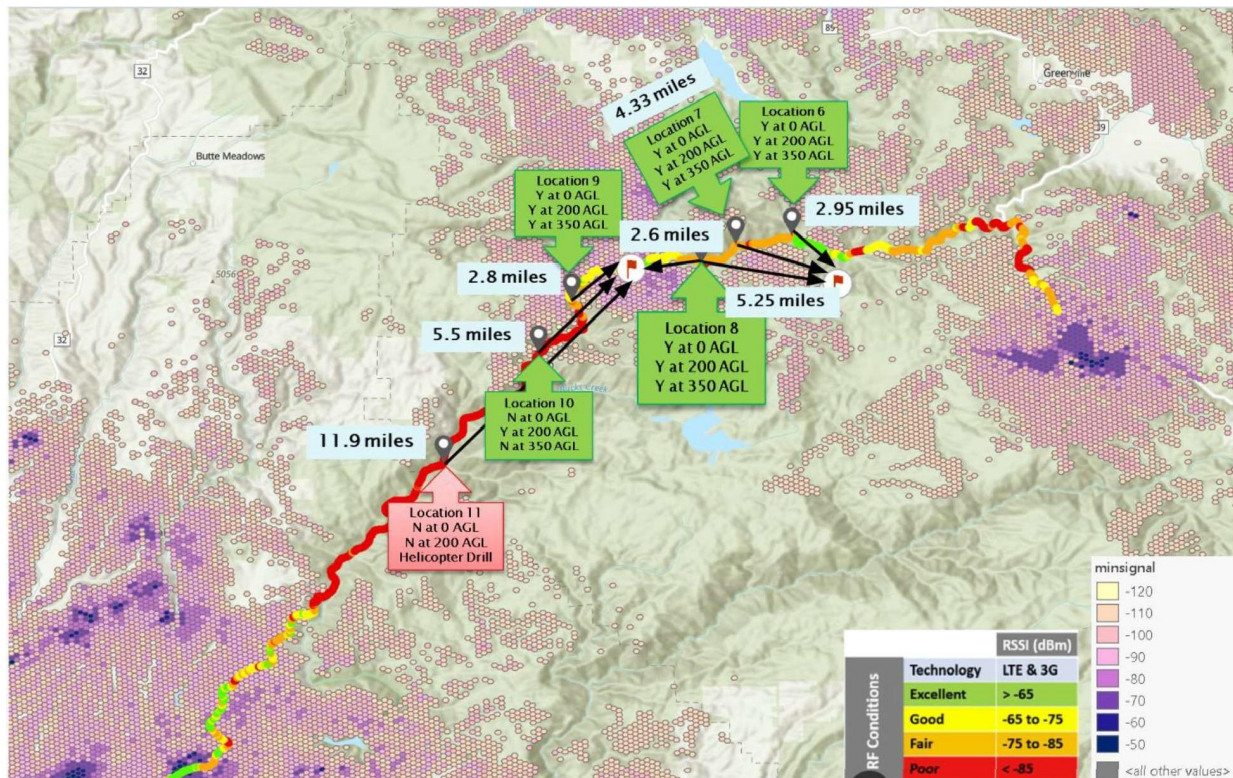 89
32
Greenville
4.33 miles
Location 7
Y at 0 AGL
Y at 200 AGL
Y at 350 AGL
Location 6
Y at 0 AGL
Y at 200 AGL
Y at 350 AGL
Butte Meadows
Location 9
Y at 0 AGL
Y at 200 AGL
Y at 350 AGL
2.95 miles
2.6 miles
2.8 miles
5056
5.25 miles
5.5 miles
32
Location 8
Y at 0 AGL
Y at 200 AGL
Y at 350 AGL
Creek
Location 10
N at 0 AGL
Y at 200 AGL
N at 350 AGL
11.9 miles
Location 11
N at 0 AGL
N at 200 AGL
Helicopter Drill
minsignal
-120
-110
-100
-90
-80
-70
-60
-50
<all other values>
RF Conditions
RSSI (dBm)
Technology LTE & 3G
Excellent > -65
Good -65 to -75
Fair -75 to -85
Poor < -85